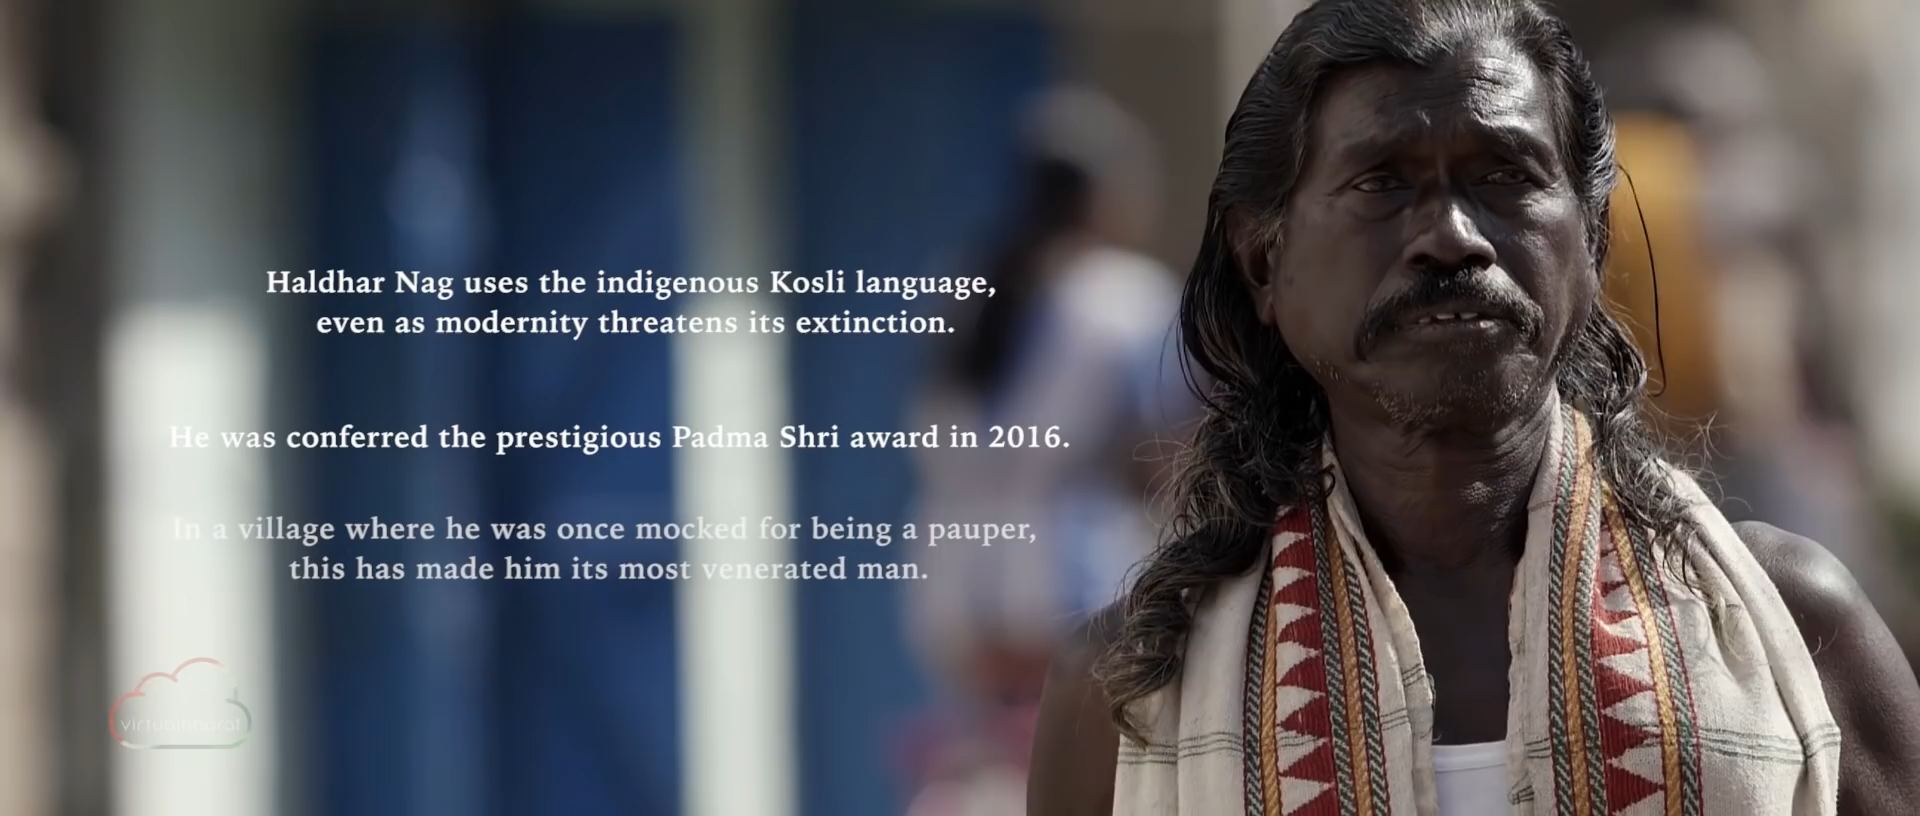 Haldhar Nag uses the indigenous Kosli language,
even as modernity threatens its extinction.
He was conferred the prestigious Padma Shri award in 2016.
In a village where he was once mocked for being a pauper,
this has made him its most venerated man.
virtualbharat